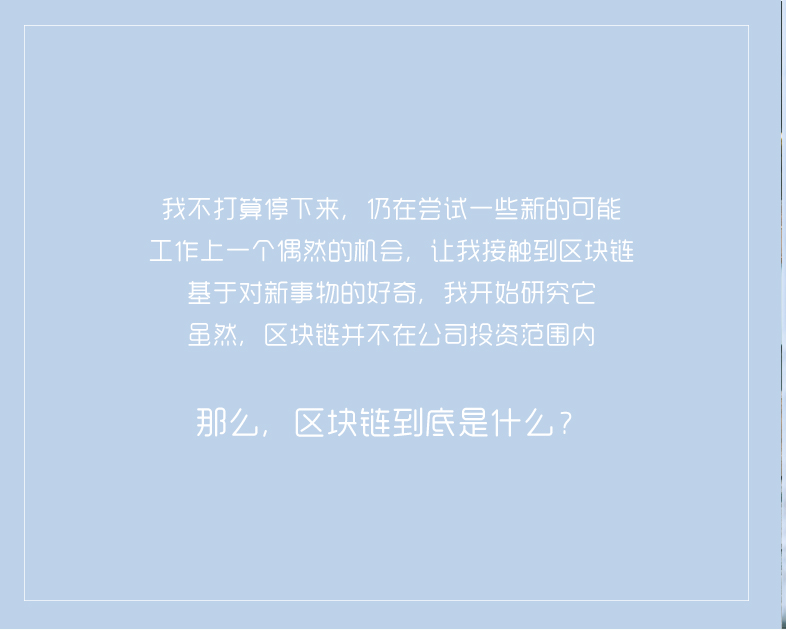 我不打算停下来，仍在尝试一些新的可能
工作上一个偶然的机会，让我接触到区块链
基于对新事物的好奇，我开始研究它
虽然，区块链并不在公司投资范围内
那么，区块链到底是什么？